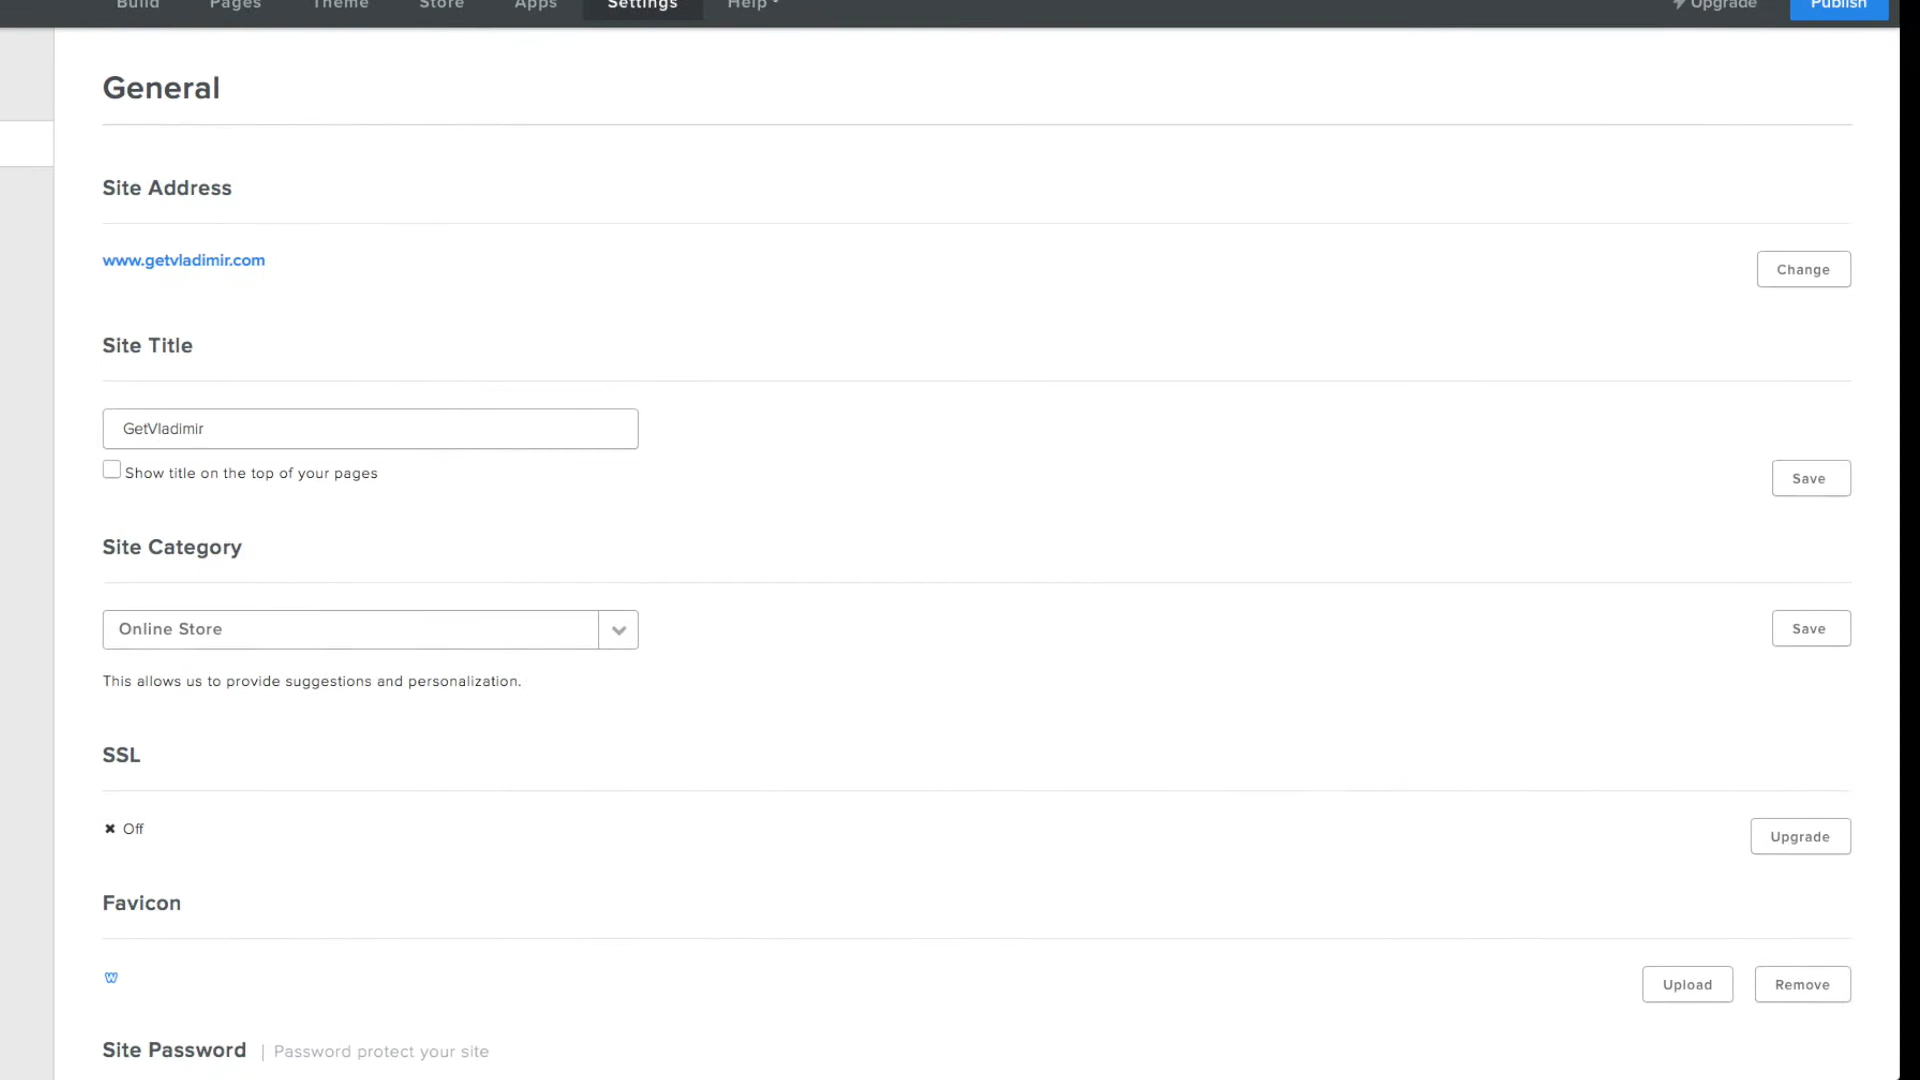 Build Pages Theme Store Apps Settings Help Upgrade Publish
General
Site Address
www.getvladimir.com
Change
Site Title
GetVladimir
Show title on the top of your pages
Save
Site Category
Online Store
Save
This allows us to provide suggestions and personalization.
SSL
✖ Off
Upgrade
Favicon
W
Upload Remove
Site Password | Password protect your site